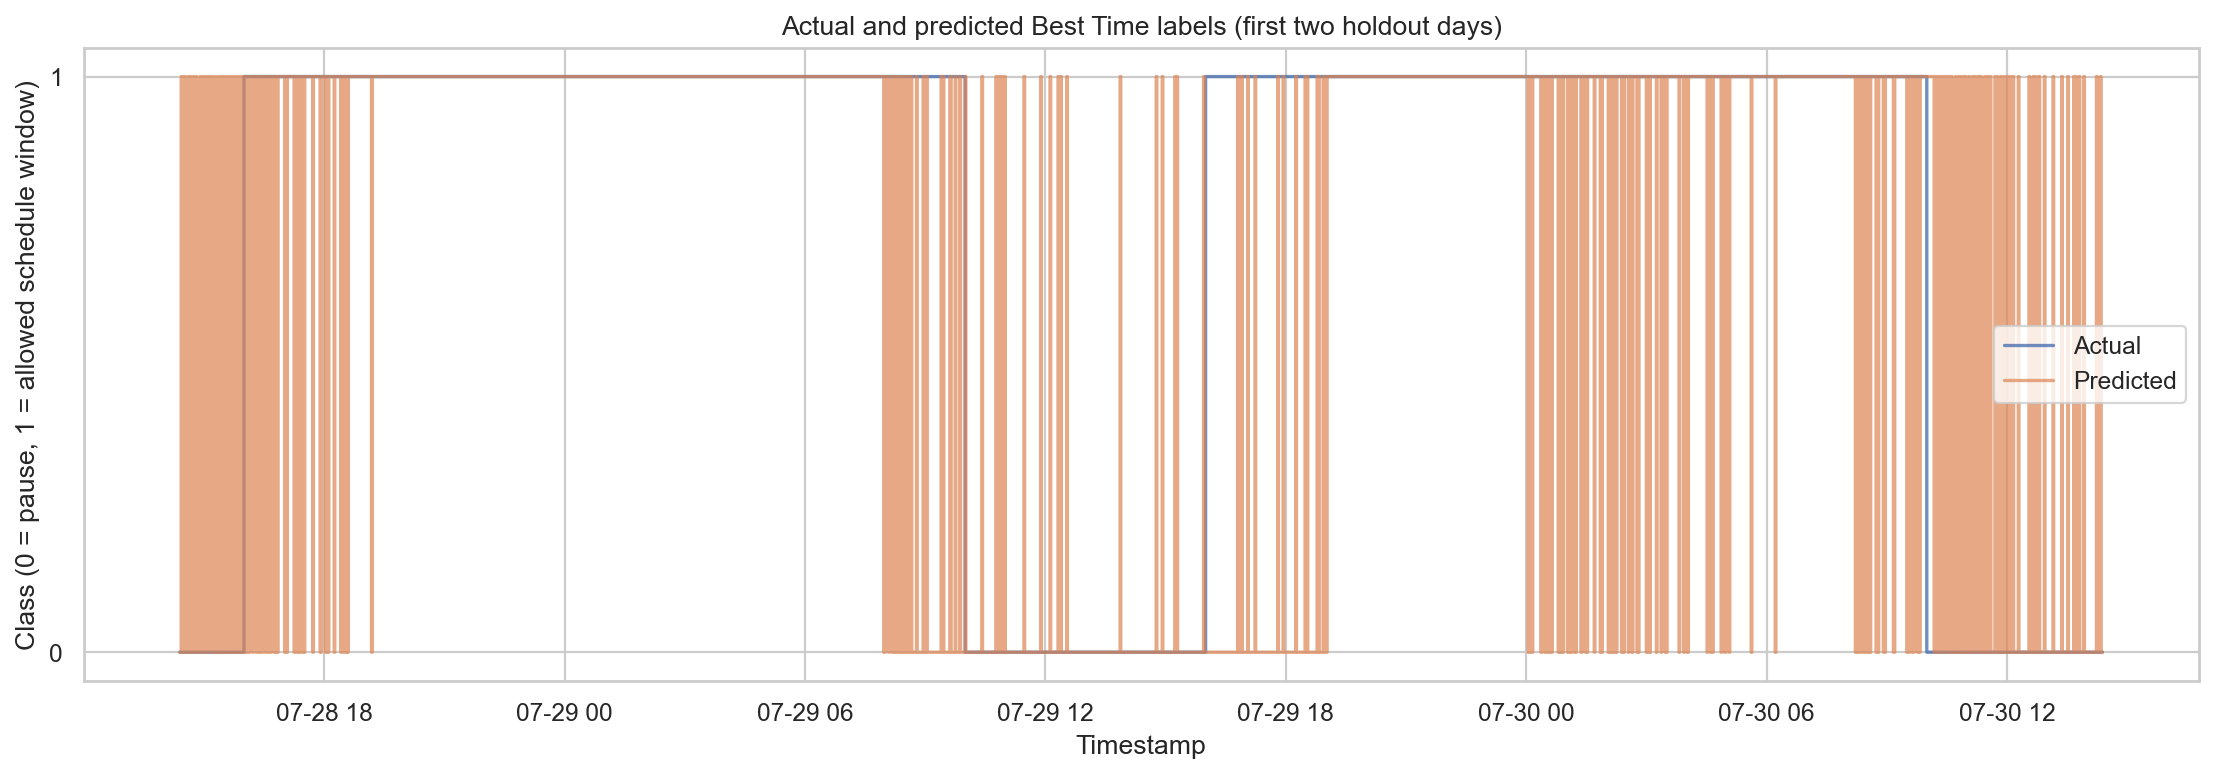 Actual and predicted Best Time labels (first two holdout days)
Class (0 = pause, 1 = allowed schedule window)
1
0
Actual
Predicted
07-28 18
07-29 00
07-29 06
07-29 12
07-29 18
07-30 00
07-30 06
07-30 12
Timestamp